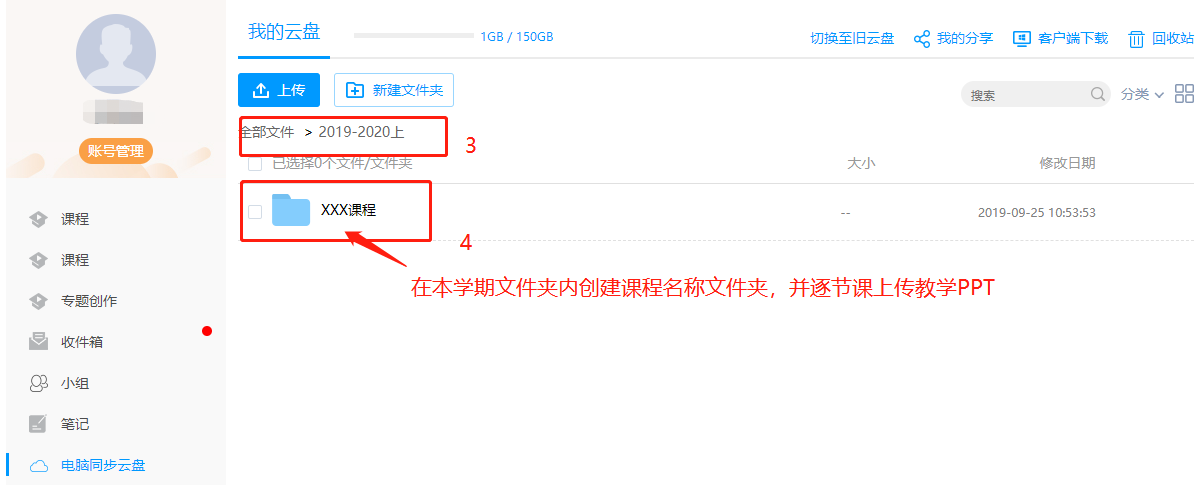 账号管理
课程
课程
专题创作
收件箱
小组
笔记
电脑同步云盘
我的云盘
1GB / 150GB
切换至旧云盘
我的分享
客户端下载
回收站
上传
新建文件夹
搜索
分类
全部文件 > 2019-2020上
3
已选择0个文件/文件夹
大小
修改日期
XXX课程
--
2019-09-25 10:53:53
4
在本学期文件夹内创建课程名称文件夹，并逐节课上传教学PPT